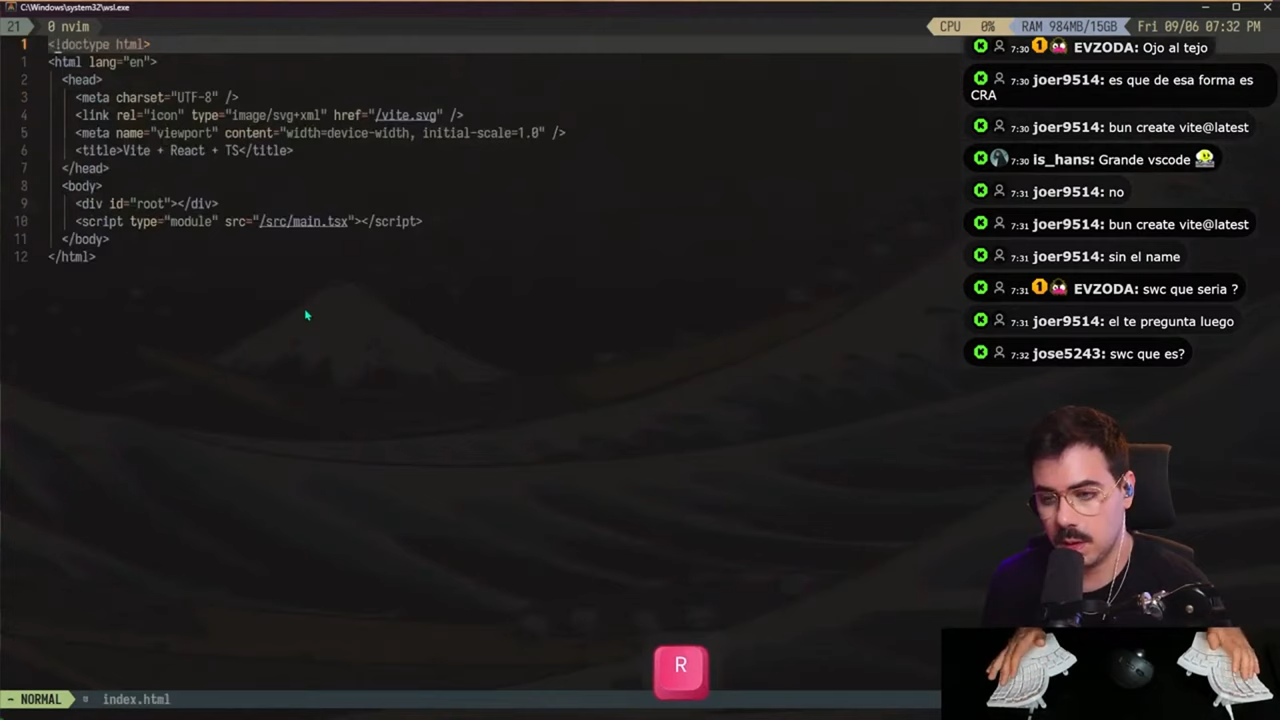 C:\Windows\system32\wsl.exe
21 0 nvim
CPU 0% RAM 984MB/15GB Fri 09/06 07:32 PM
1 <!doctype html>
1 <html lang="en">
2 <head>
3 <meta charset="UTF-8" />
4 <link rel="icon" type="image/svg+xml" href="/vite.svg" />
5 <meta name="viewport" content="width=device-width, initial-scale=1.0" />
6 <title>Vite + React + TS</title>
7 </head>
8 <body>
9 <div id="root"></div>
10 <script type="module" src="/src/main.tsx"></script>
11 </body>
12 </html>
7:30 1 EVZODA: Ojo al tejo
7:30 joer9514: es que de esa forma es
CRA
7:30 joer9514: bun create vite@latest
7:30 is_hans: Grande vscode
7:31 joer9514: no
7:31 joer9514: bun create vite@latest
7:31 joer9514: sin el name
7:31 1 EVZODA: swc que seria ?
7:31 joer9514: el te pregunta luego
7:32 jose5243: swc que es?
R
- NORMAL index.html